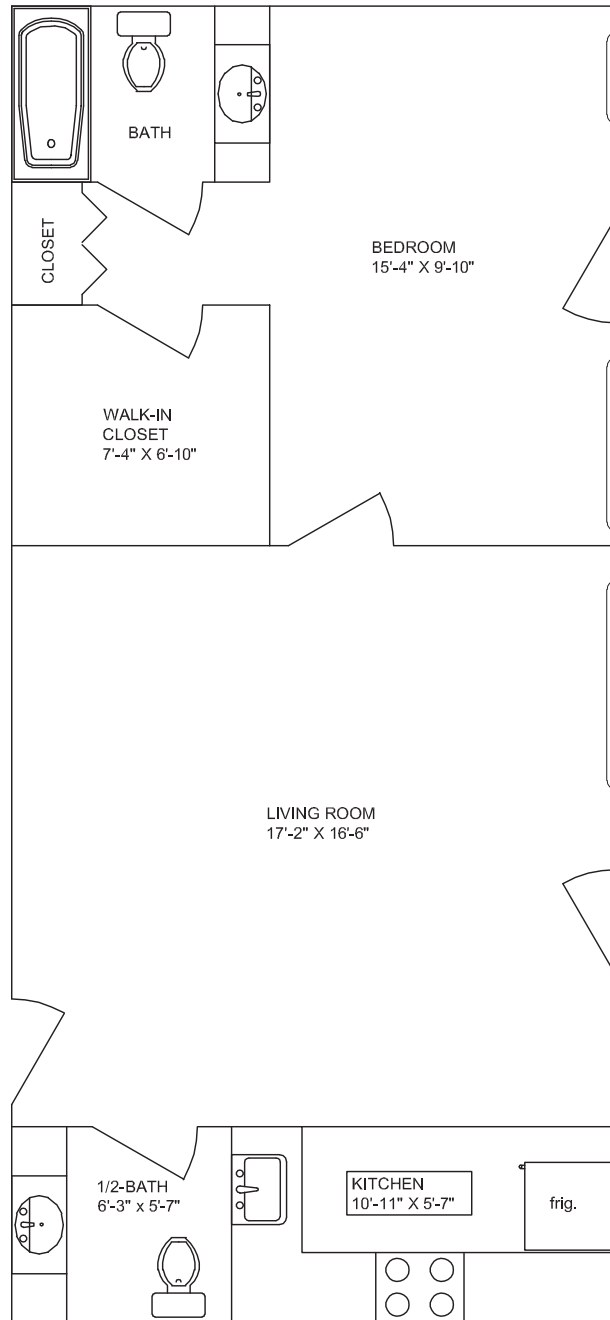 BATH
CLOSET
BEDROOM
15'-4" X 9'-10"
WALK-IN
CLOSET
7'-4" X 6'-10"
LIVING ROOM
17'-2" X 16'-6"
1/2-BATH
6'-3" x 5'-7"
KITCHEN
10'-11" X 5'-7"
frig.